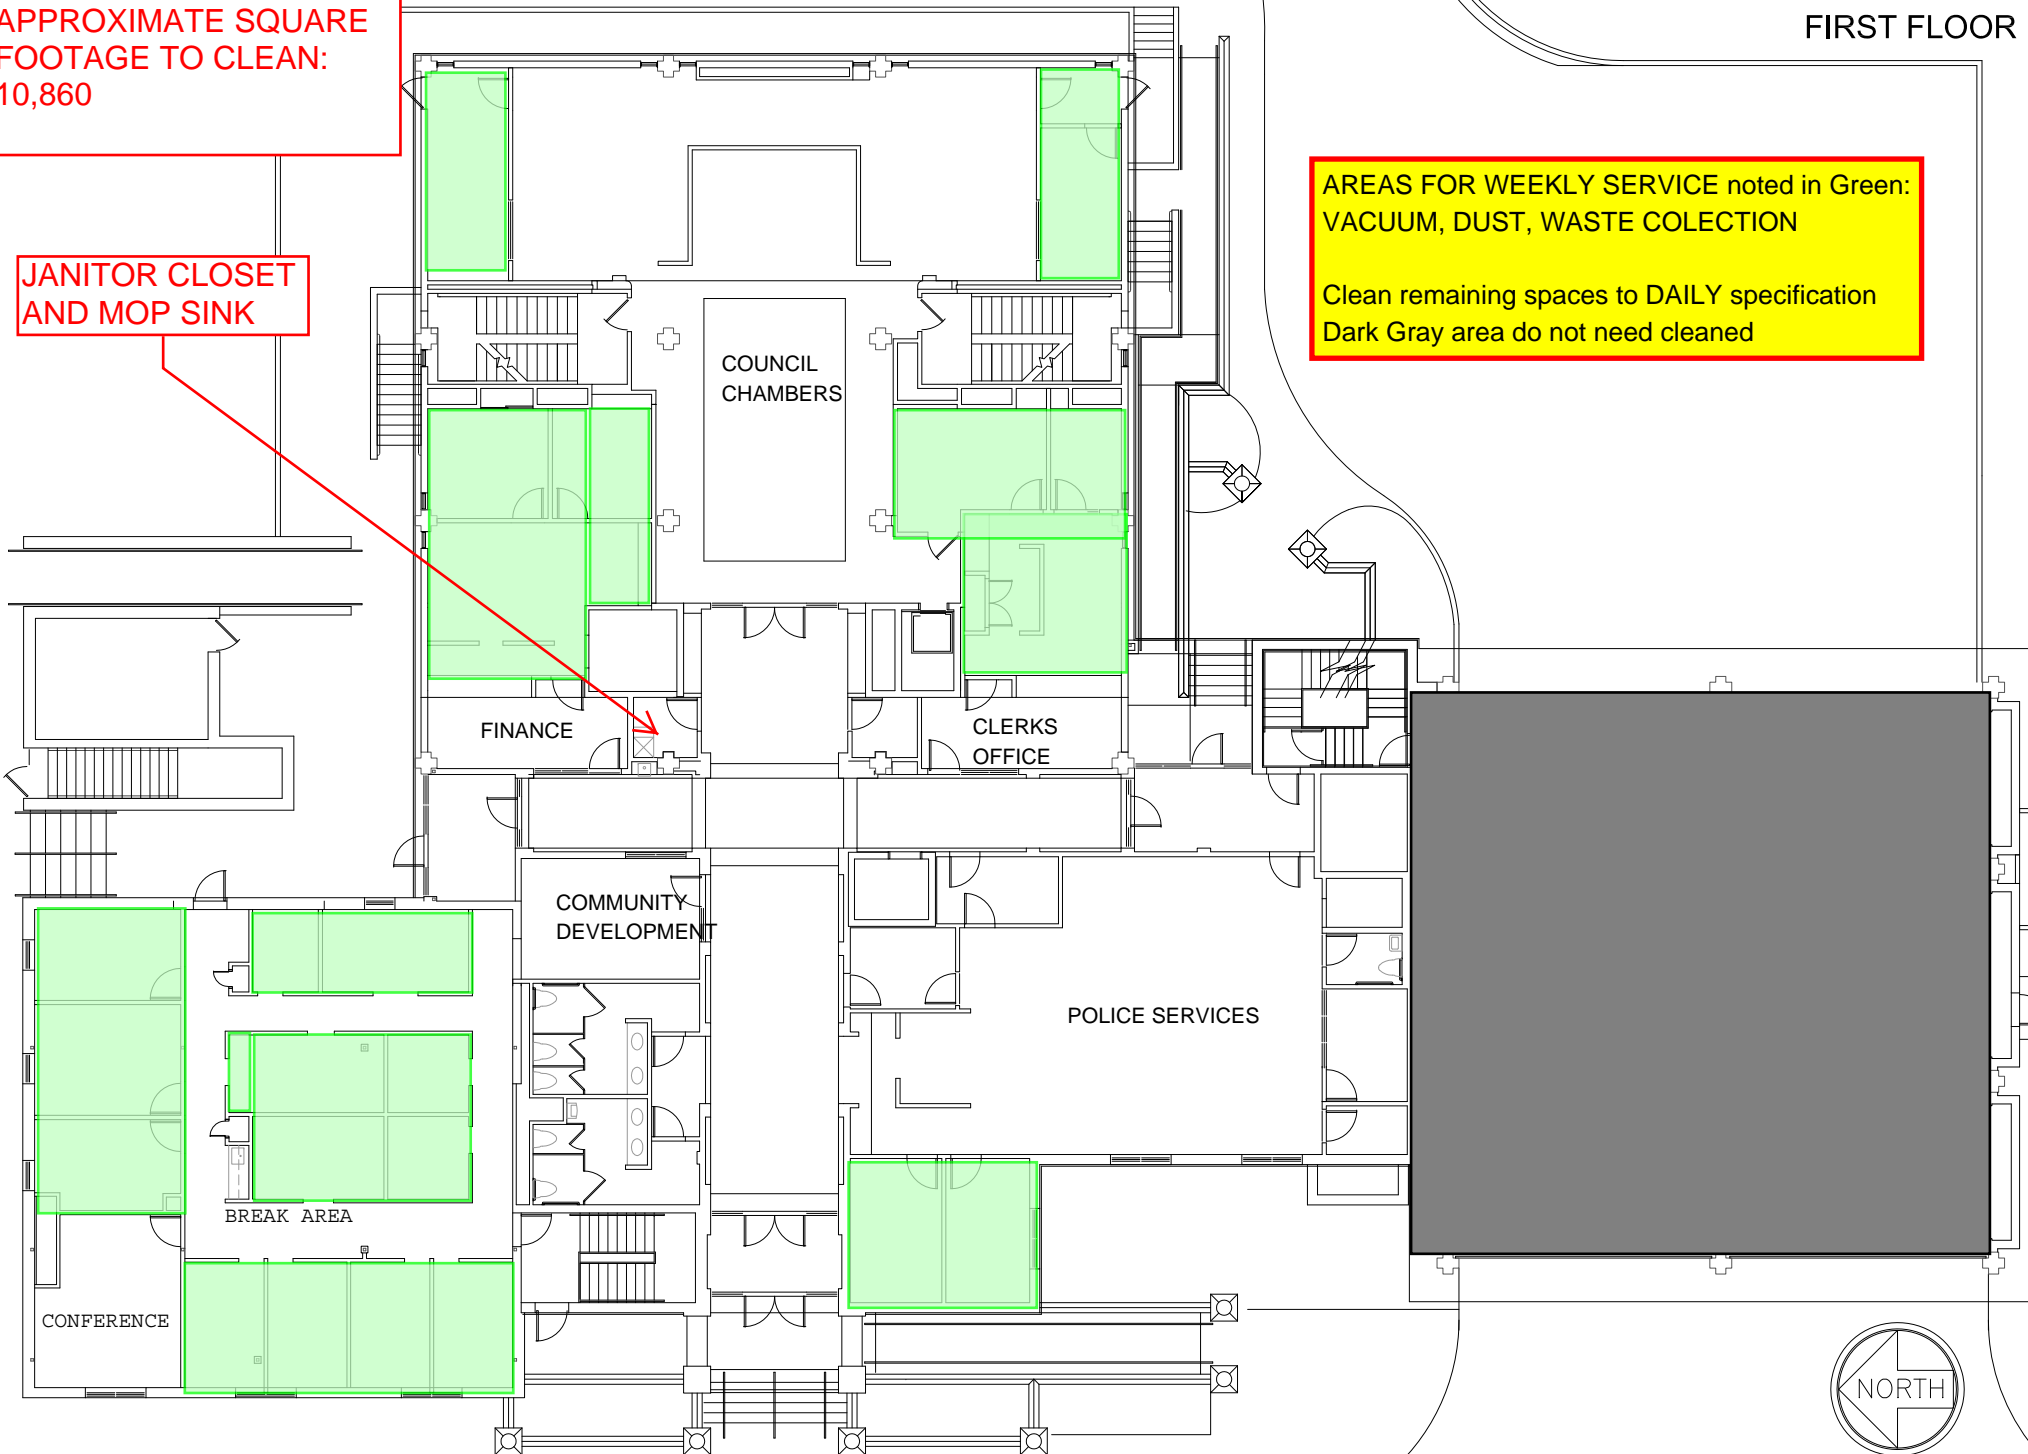 APPROXIMATE SQUARE
FOOTAGE TO CLEAN:
10,860
FIRST FLOOR
AREAS FOR WEEKLY SERVICE noted in Green:
VACUUM, DUST, WASTE COLECTION
Clean remaining spaces to DAILY specification
Dark Gray area do not need cleaned
JANITOR CLOSET
AND MOP SINK
COUNCIL
CHAMBERS
FINANCE
CLERKS
OFFICE
COMMUNITY
DEVELOPMENT
POLICE SERVICES
BREAK AREA
CONFERENCE
NORTH